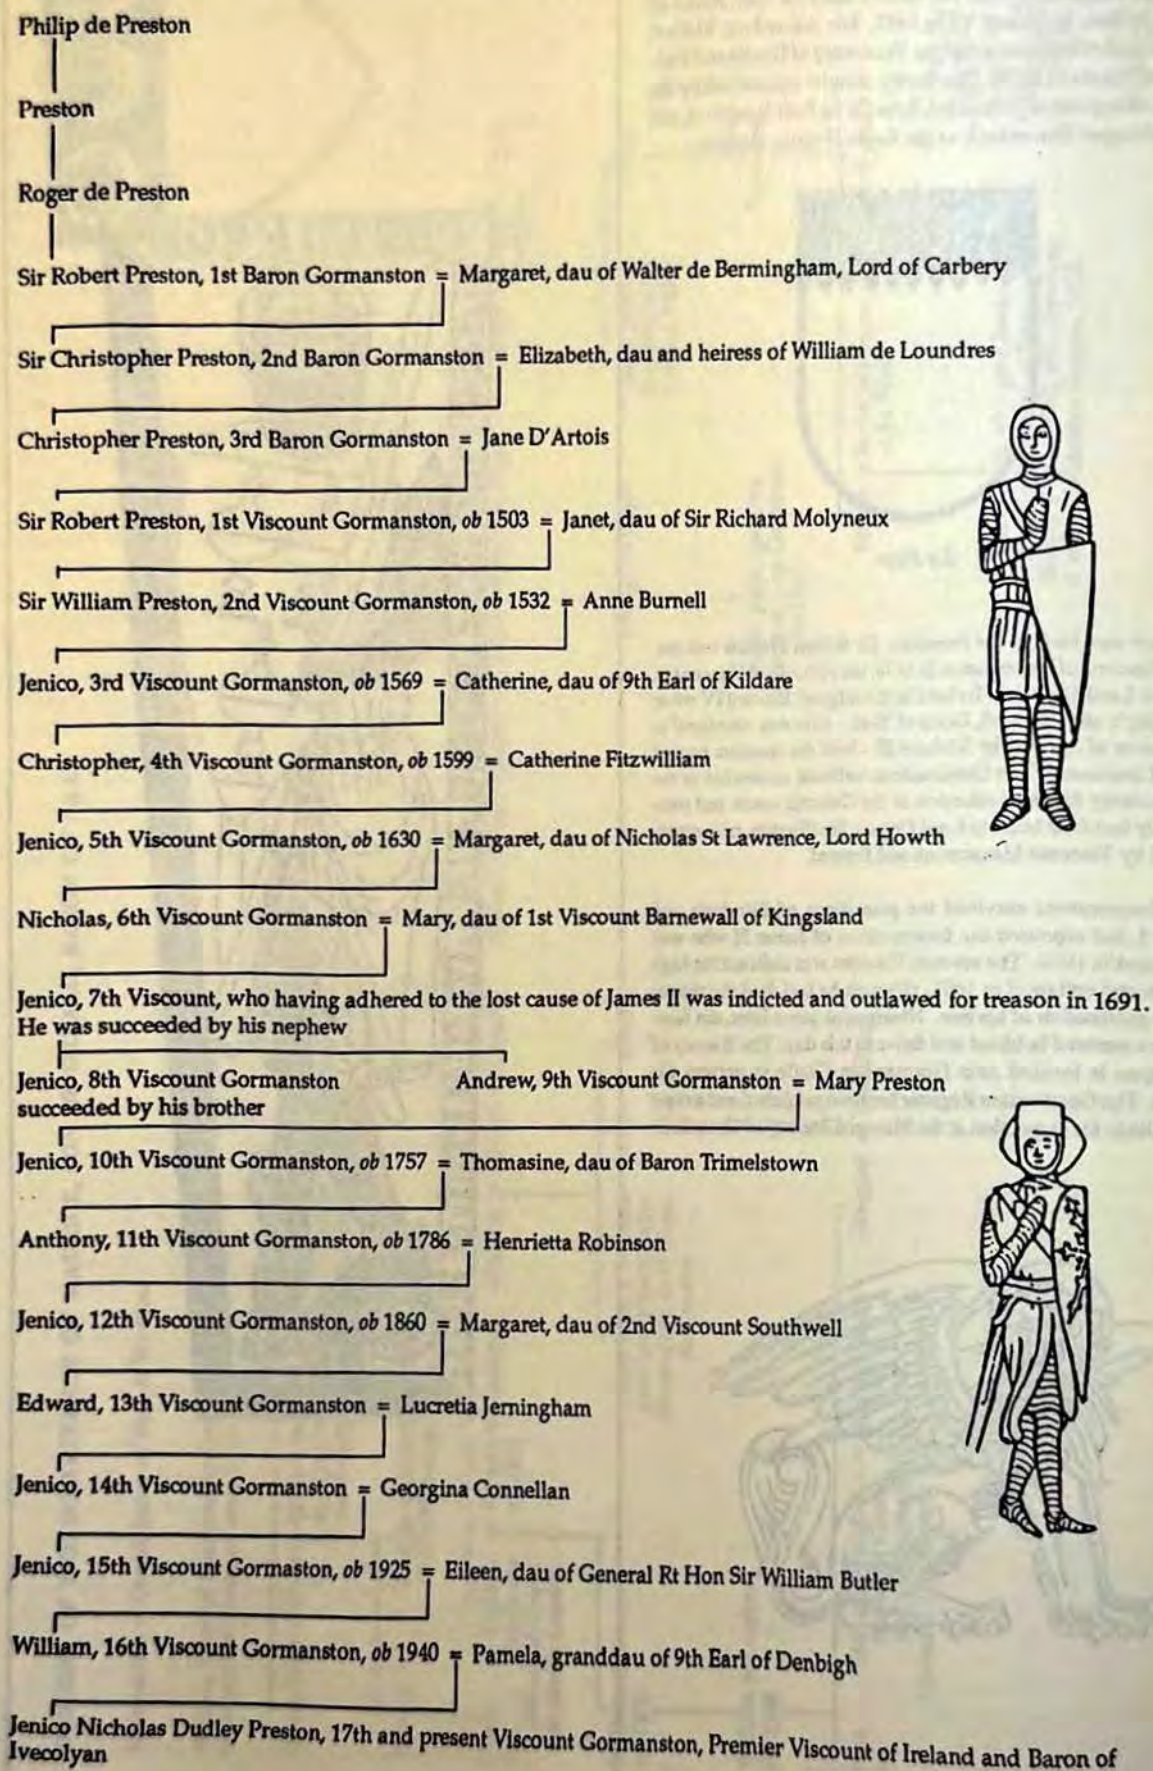 Philip de Preston
Preston
Roger de Preston
Sir Robert Preston, 1st Baron Gormanston = Margaret, dau of Walter de Bermingham, Lord of Carbery
Sir Christopher Preston, 2nd Baron Gormanston = Elizabeth, dau and heiress of William de Loundres
Christopher Preston, 3rd Baron Gormanston = Jane D'Artois
Sir Robert Preston, 1st Viscount Gormanston, ob 1503 = Janet, dau of Sir Richard Molyneux
Sir William Preston, 2nd Viscount Gormanston, ob 1532 = Anne Burnell
Jenico, 3rd Viscount Gormanston, ob 1569 = Catherine, dau of 9th Earl of Kildare
Christopher, 4th Viscount Gormanston, ob 1599 = Catherine Fitzwilliam
Jenico, 5th Viscount Gormanston, ob 1630 = Margaret, dau of Nicholas St Lawrence, Lord Howth
Nicholas, 6th Viscount Gormanston = Mary, dau of 1st Viscount Barnewall of Kingsland
Jenico, 7th Viscount, who having adhered to the lost cause of James II was indicted and outlawed for treason in 1691.
He was succeeded by his nephew
Jenico, 8th Viscount Gormanston Andrew, 9th Viscount Gormanston = Mary Preston
succeeded by his brother
Jenico, 10th Viscount Gormanston, ob 1757 = Thomasine, dau of Baron Trimelstown
Anthony, 11th Viscount Gormanston, ob 1786 = Henrietta Robinson
Jenico, 12th Viscount Gormanston, ob 1860 = Margaret, dau of 2nd Viscount Southwell
Edward, 13th Viscount Gormanston = Lucretia Jerningham
Jenico, 14th Viscount Gormanston = Georgina Connellan
Jenico, 15th Viscount Gormaston, ob 1925 = Eileen, dau of General Rt Hon Sir William Butler
William, 16th Viscount Gormanston, ob 1940 = Pamela, granddau of 9th Earl of Denbigh
Jenico Nicholas Dudley Preston, 17th and present Viscount Gormanston, Premier Viscount of Ireland and Baron of
Ivecolyan